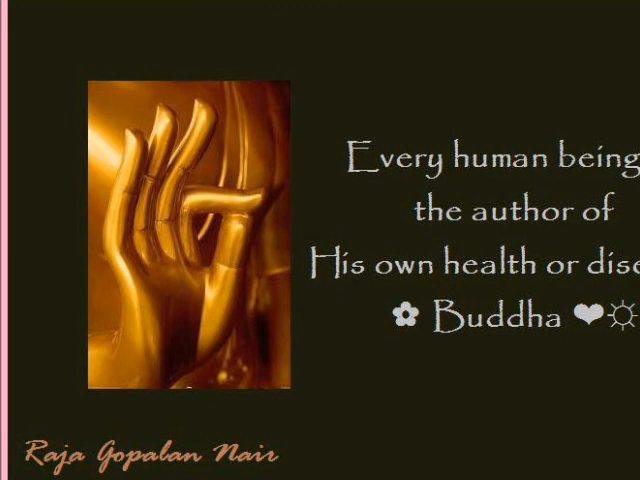 Every human being
the author of
His own health or
✿ Buddha ❤☼
Raja Gopalan Nair